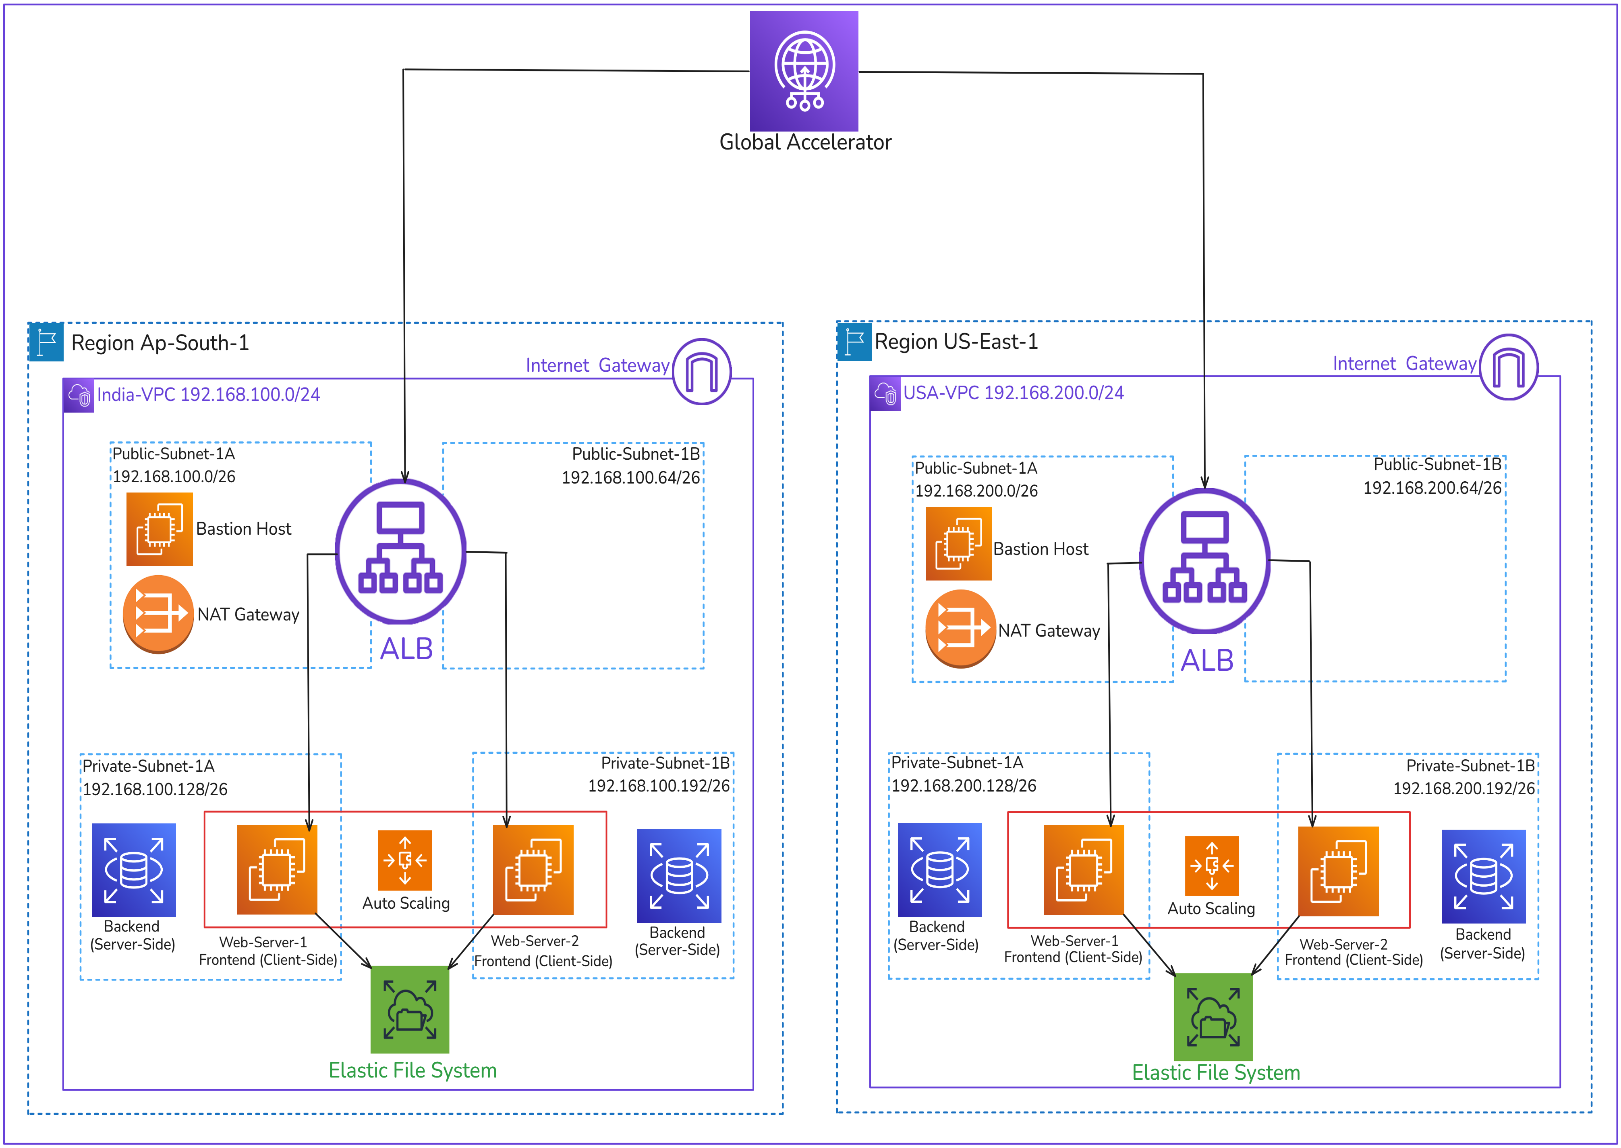 Global Accelerator
Region Ap-South-1
Internet Gateway
India-VPC 192.168.100.0/24
Public-Subnet-1A
192.168.100.0/26
Bastion Host
NAT Gateway
Public-Subnet-1B
192.168.100.64/26
ALB
Private-Subnet-1A
192.168.100.128/26
Private-Subnet-1B
192.168.100.192/26
Backend
(Server-Side)
Web-Server-1
Frontend (Client-Side)
Auto Scaling
Web-Server-2
Frontend (Client-Side)
Backend
(Server-Side)
Elastic File System
Region US-East-1
Internet Gateway
USA-VPC 192.168.200.0/24
Public-Subnet-1A
192.168.200.0/26
Bastion Host
NAT Gateway
Public-Subnet-1B
192.168.200.64/26
ALB
Private-Subnet-1A
192.168.200.128/26
Private-Subnet-1B
192.168.200.192/26
Backend
(Server-Side)
Web-Server-1
Frontend (Client-Side)
Auto Scaling
Web-Server-2
Frontend (Client-Side)
Backend
(Server-Side)
Elastic File System